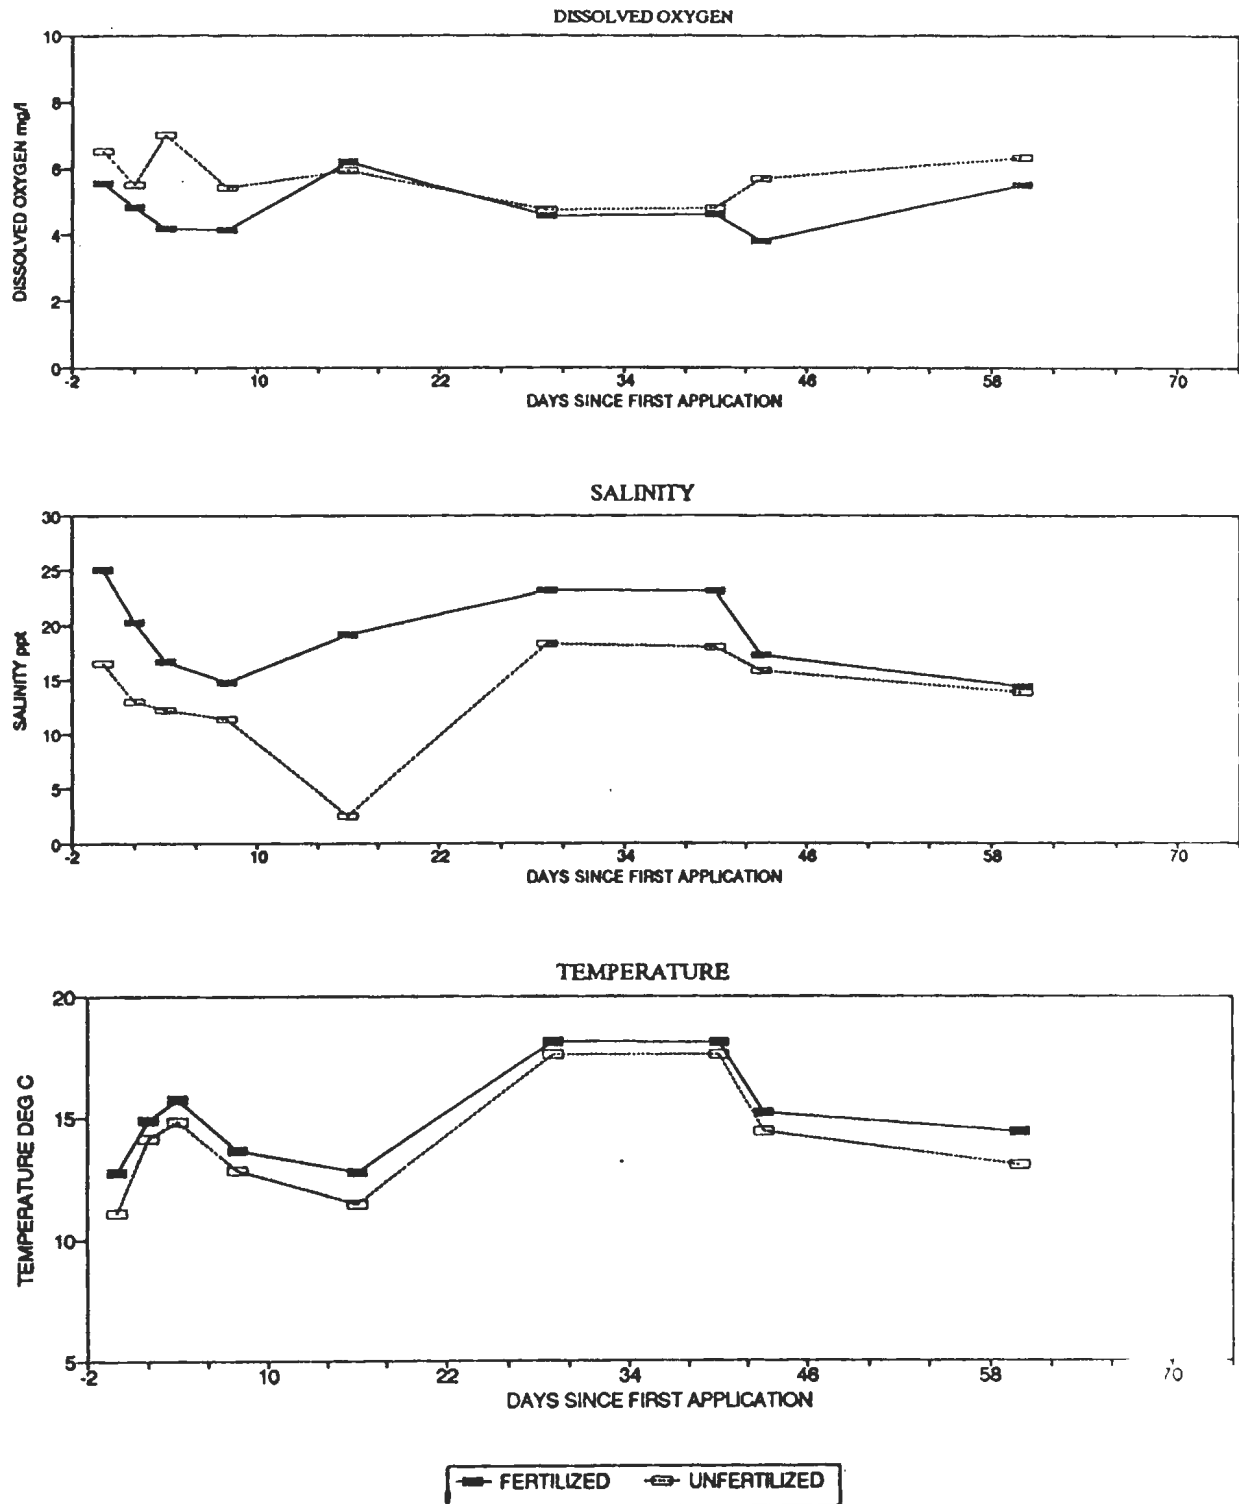 DISSOLVED OXYGEN
10
8
6
4
2
0
DISSOLVED OXYGEN mg/l
-2 10 22 34 46 58 70
DAYS SINCE FIRST APPLICATION
SALINITY
30
25
20
15
10
5
0
SALINITY ppt
-2 10 22 34 46 58 70
DAYS SINCE FIRST APPLICATION
TEMPERATURE
20
15
10
5
TEMPERATURE DEG C
-2 10 22 34 46 58 70
DAYS SINCE FIRST APPLICATION
FERTILIZED UNFERTILIZED